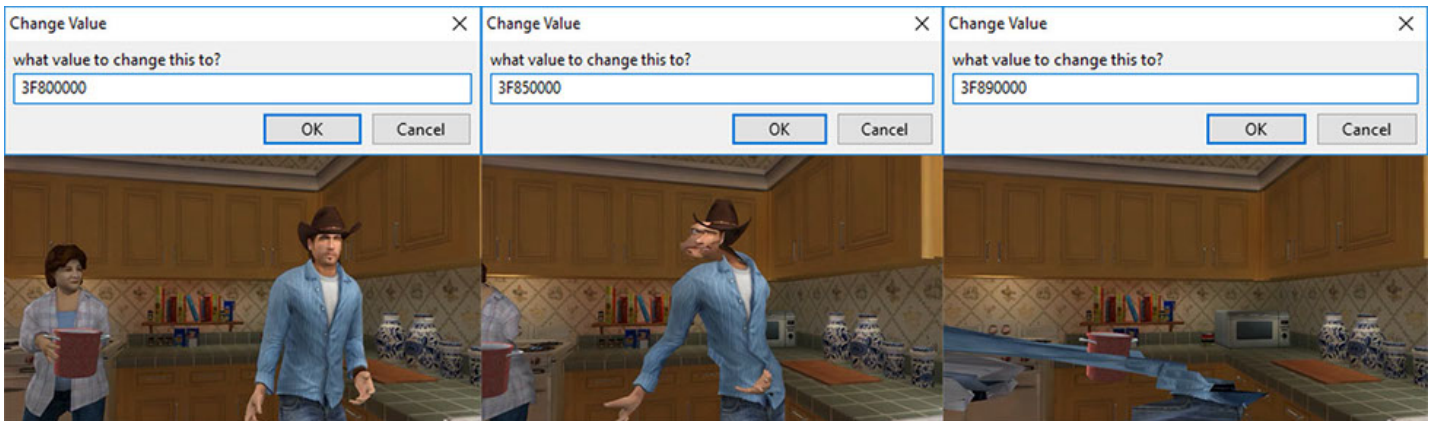 Change Value
what value to change this to?
3F800000
OK Cancel
Change Value
what value to change this to?
3F850000
OK Cancel
Change Value
what value to change this to?
3F890000
OK Cancel